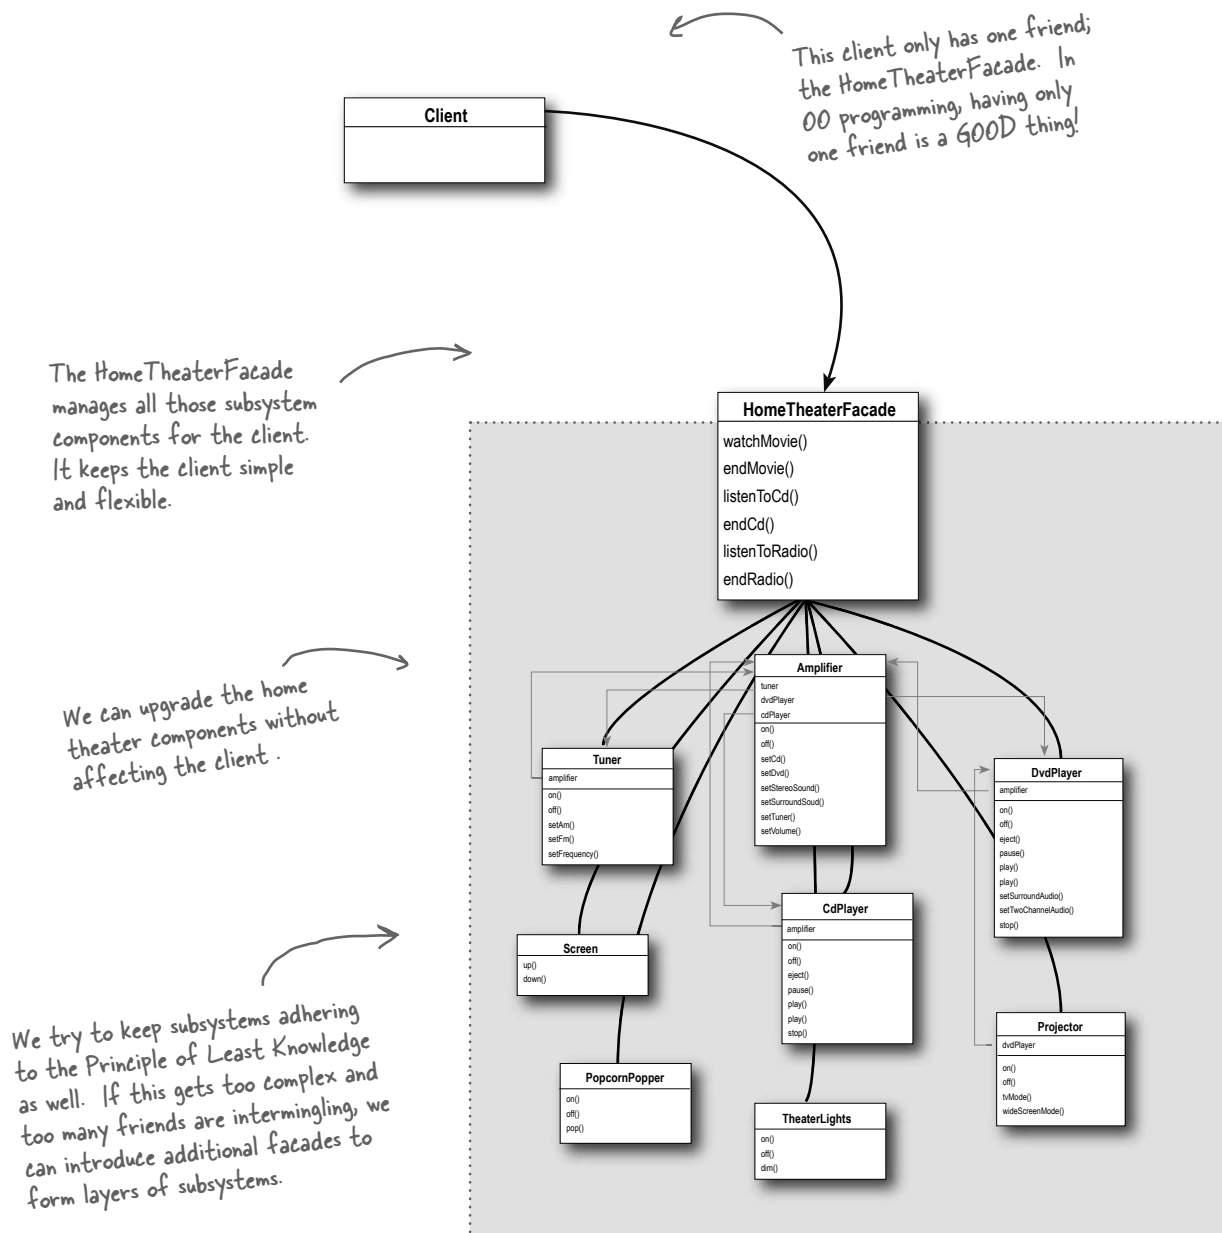 This client only has one friend;
the HomeTheaterFacade. In
OO programming, having only
one friend is a GOOD thing!
Client
The HomeTheaterFacade
manages all those subsystem
components for the client.
It keeps the client simple
and flexible.
HomeTheaterFacade
watchMovie()
endMovie()
listenToCd()
endCd()
listenToRadio()
endRadio()
We can upgrade the home
theater components without
affecting the client .
Amplifier
tuner
dvdPlayer
cdPlayer
on()
off()
setCd()
setDvd()
setStereoSound()
setSurroundSoud()
setTuner()
setVolume()
Tuner
amplifier
on()
off()
setAm()
setFm()
setFrequency()
DvdPlayer
amplifier
on()
off()
eject()
pause()
play()
play()
setSurroundAudio()
setTwoChannelAudio()
stop()
CdPlayer
amplifier
on()
off()
eject()
pause()
play()
play()
stop()
Screen
up()
down()
We try to keep subsystems adhering
to the Principle of Least Knowledge
as well. If this gets too complex and
too many friends are intermingling, we
can introduce additional facades to
form layers of subsystems.
PopcornPopper
on()
off()
pop()
Projector
dvdPlayer
on()
off()
tvMode()
wideScreenMode()
TheaterLights
on()
off()
dim()